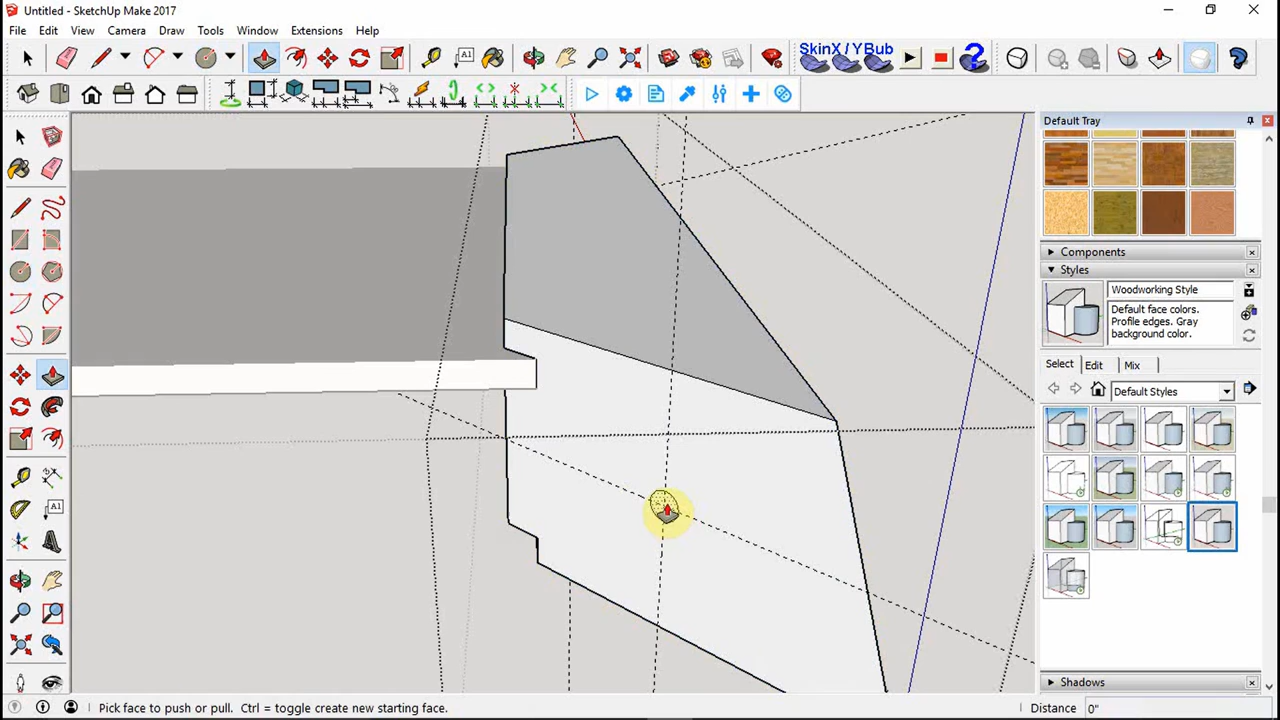 Untitled - SketchUp Make 2017
File Edit View Camera Draw Tools Window Extensions Help
A1
SkinX / YBub
Default Tray
Components
Styles
Woodworking Style
Default face colors.
Profile edges. Gray
background color.
Select Edit Mix
Default Styles
A1
Shadows
Pick face to push or pull. Ctrl = toggle create new starting face.
Distance 0"